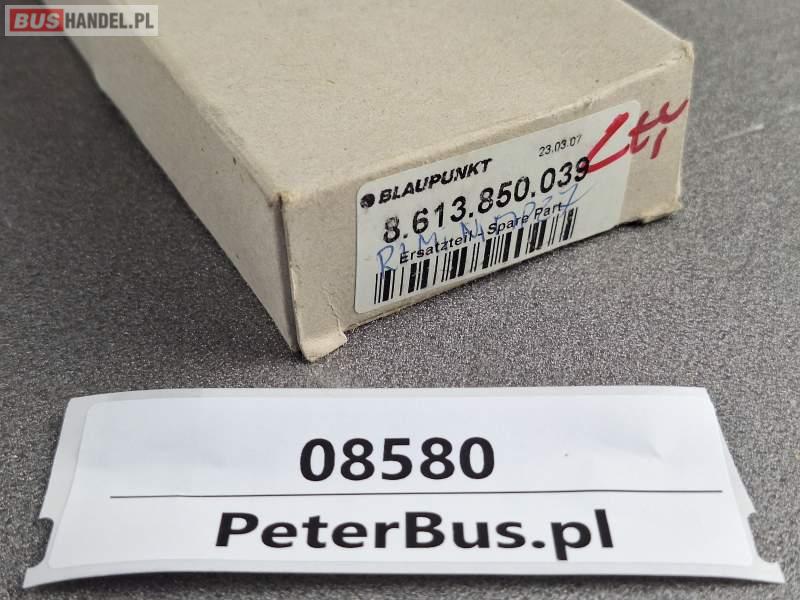 BUSHANDEL.PL
BLAUPUNKT
23.03.07
8.613.850.039
Ersatzteil - Spare Part
08580
PeterBus.pl